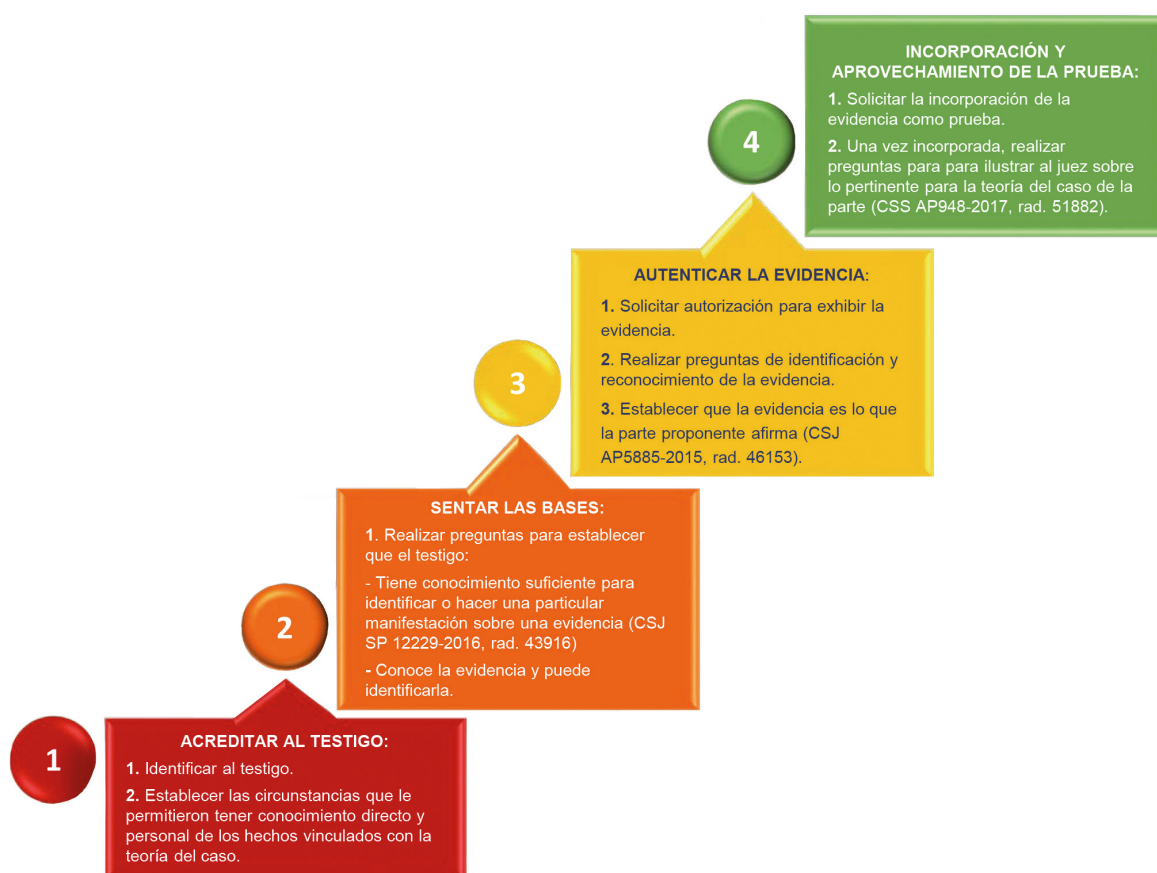 INCORPORACIÓN Y
APROVECHAMIENTO DE LA PRUEBA:
1. Solicitar la incorporación de la
evidencia como prueba.
2. Una vez incorporada, realizar
preguntas para para ilustrar al juez sobre
lo pertinente para la teoría del caso de la
parte (CSS AP948-2017, rad. 51882).
4
AUTENTICAR LA EVIDENCIA:
1. Solicitar autorización para exhibir la
evidencia.
2. Realizar preguntas de identificación y
reconocimiento de la evidencia.
3. Establecer que la evidencia es lo que
la parte proponente afirma (CSJ
AP5885-2015, rad. 46153).
3
SENTAR LAS BASES:
1. Realizar preguntas para establecer
que el testigo:
- Tiene conocimiento suficiente para
identificar o hacer una particular
manifestación sobre una evidencia (CSJ
SP 12229-2016, rad. 43916)
- Conoce la evidencia y puede
identificarla.
2
ACREDITAR AL TESTIGO:
1. Identificar al testigo.
2. Establecer las circunstancias que le
permitieron tener conocimiento directo y
personal de los hechos vinculados con la
teoría del caso.
1